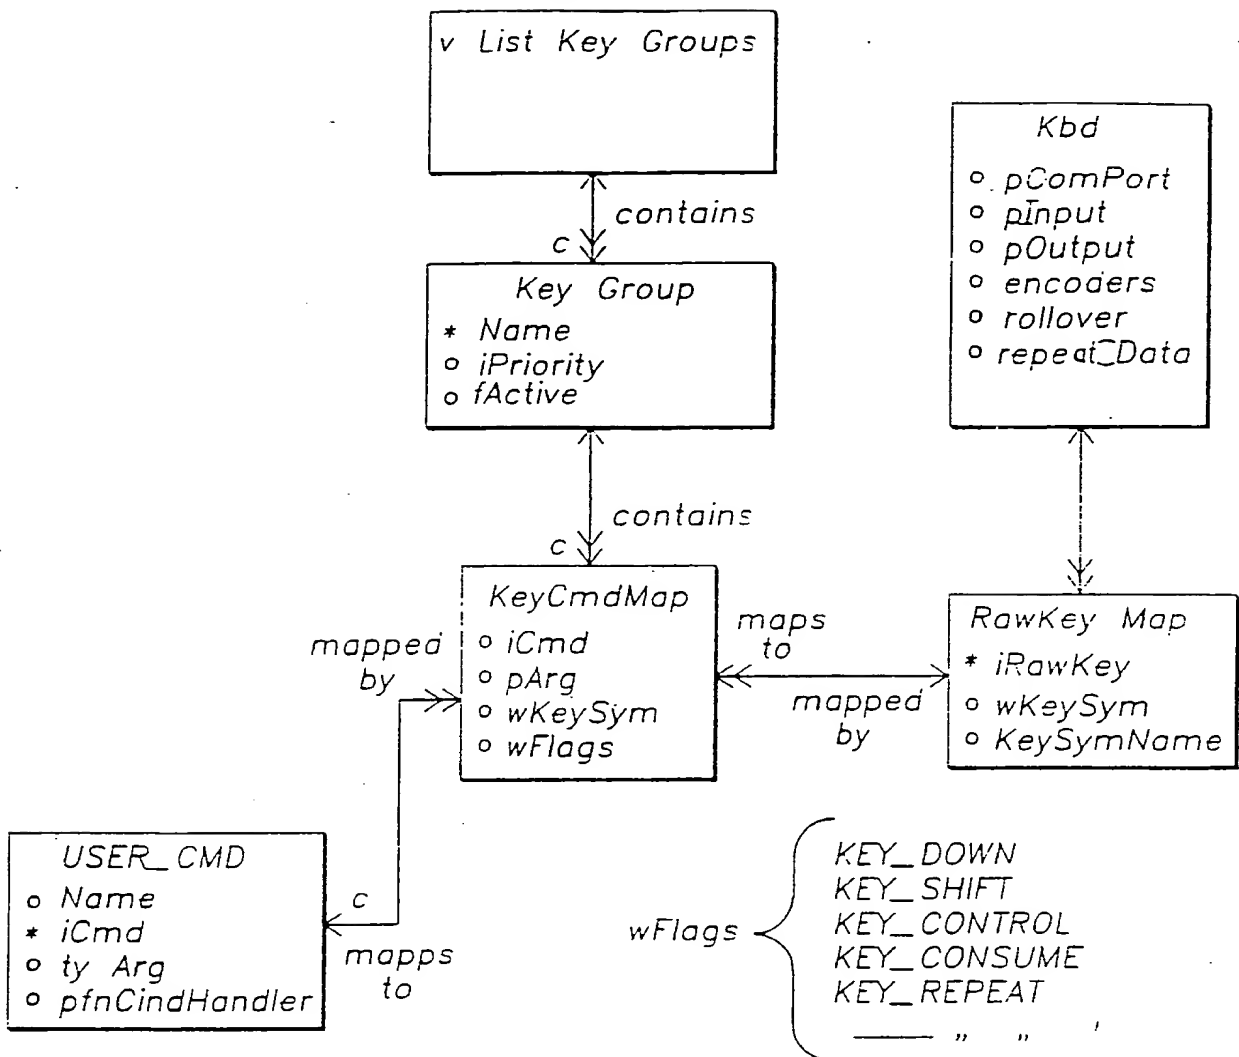 v List Key Groups
contains
c
Key Group
* Name
o iPriority
o fActive
contains
c
Kbd
o pComPort
o pInput
o pOutput
o encoders
o rollover
o repeat_Data
KeyCmdMap
o iCmd
o pArg
o wKeySym
o wFlags
mapped
by
maps
to
mapped
by
RawKey Map
* iRawKey
o wKeySym
o KeySymName
USER_CMD
o Name
* iCmd
o ty Arg
o pfnCindHandler
c
mapps
to
wFlags
KEY_DOWN
KEY_SHIFT
KEY_CONTROL
KEY_CONSUME
KEY_REPEAT
—— " " '